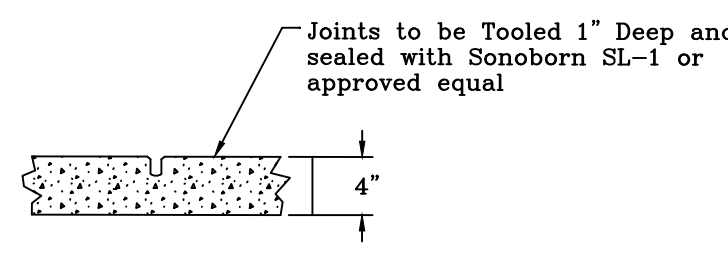 Joints to be Tooled 1” Deep and
sealed with Sonoborn SL-1 or
approved equal
4”